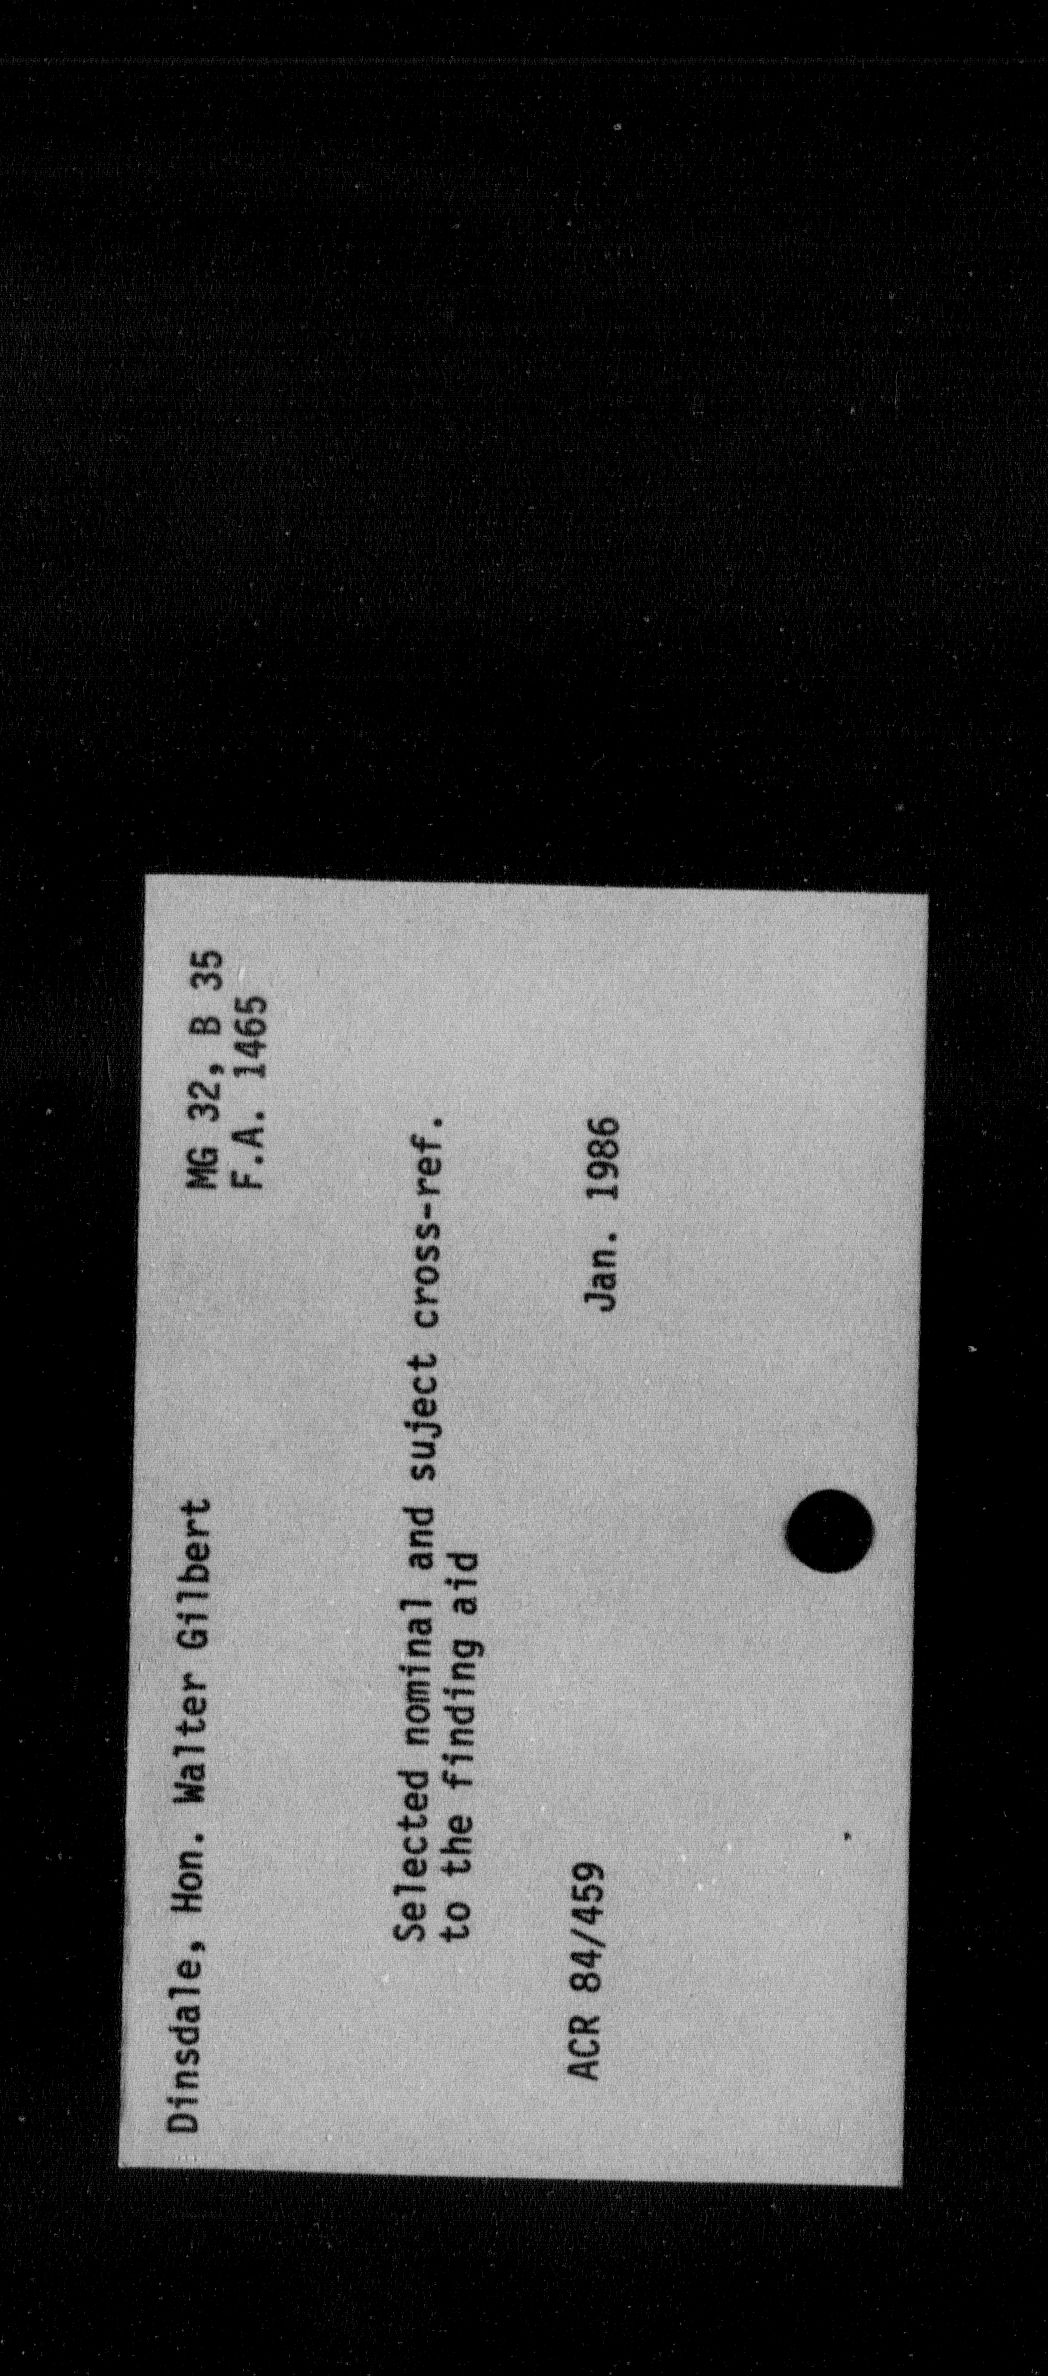 Dinsdale, Hon. Walter Gilbert MG 32, B 35
F.A. 1465
Selected nominal and suject cross-ref.
to the finding aid
ACR 84/459 Jan. 1986